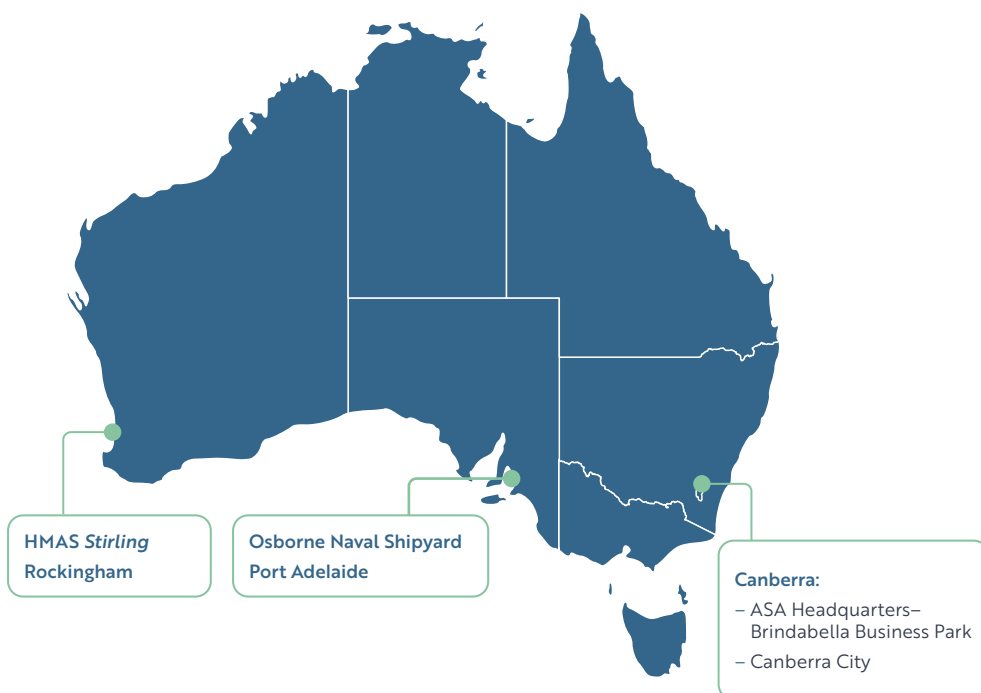 HMAS Stirling
Rockingham
Osborne Naval Shipyard
Port Adelaide
Canberra:
– ASA Headquarters–
Brindabella Business Park
– Canberra City